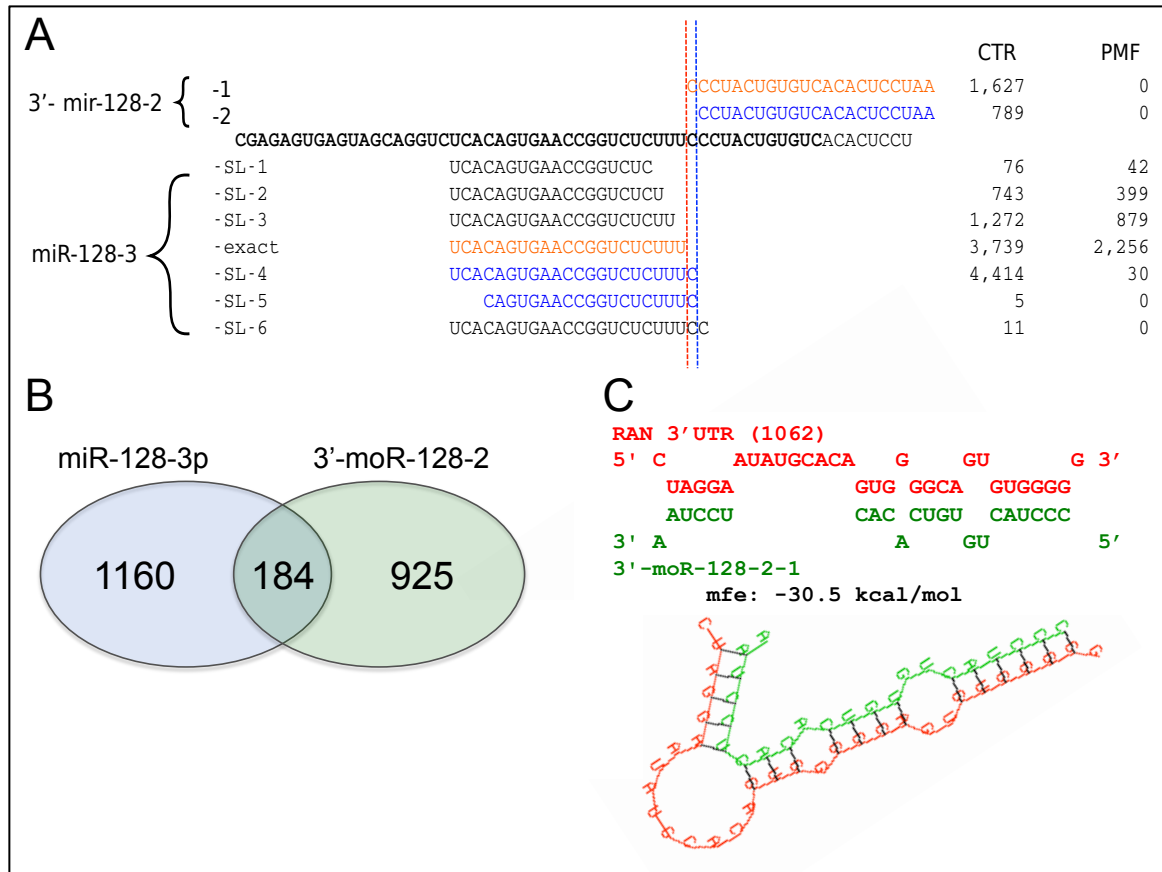 A
CTR PMF
3’- mir-128-2 { -1 CCCUACUGUGUCACACUCCUAA 1,627 0
-2 CCUACUGUGUCACACUCCUAA 789 0
CGAGAGUGAGUAGCAGGUCUCACAGUGAACCGGUCUCUUUCCCUACUGUGUCACACUCCU
-SL-1 UCACAGUGAACCGGUCUC 76 42
-SL-2 UCACAGUGAACCGGUCUCU 743 399
-SL-3 UCACAGUGAACCGGUCUCUU 1,272 879
miR-128-3 { -exact UCACAGUGAACCGGUCUCUUU 3,739 2,256
-SL-4 UCACAGUGAACCGGUCUCUUUC 4,414 30
-SL-5 CAGUGAACCGGUCUCUUUC 5 0
-SL-6 UCACAGUGAACCGGUCUCUUUCC 11 0
B
miR-128-3p 3’-moR-128-2
1160 184 925
C
RAN 3’UTR (1062)
5' C AUAUGCACA G GU G 3’
UAGGA GUG GGCA GUGGGG
AUCCU CAC CUGU CAUCCC
3' A A GU 5’
3'-moR-128-2-1
mfe: -30.5 kcal/mol